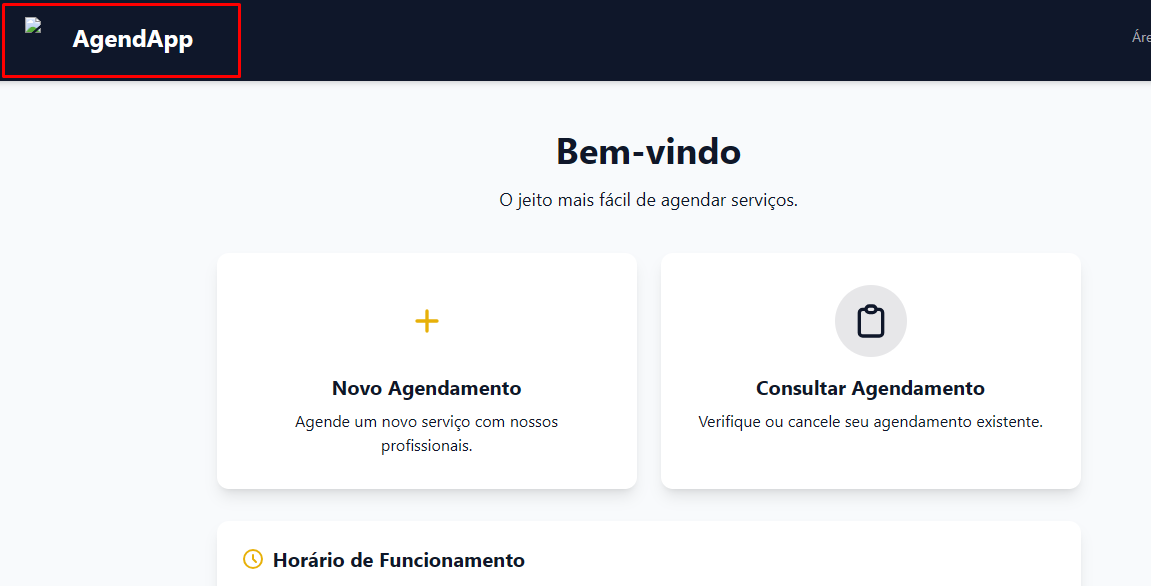 AgendApp
Áre
Bem-vindo
O jeito mais fácil de agendar serviços.
Novo Agendamento
Agende um novo serviço com nossos
profissionais.
Consultar Agendamento
Verifique ou cancele seu agendamento existente.
Horário de Funcionamento